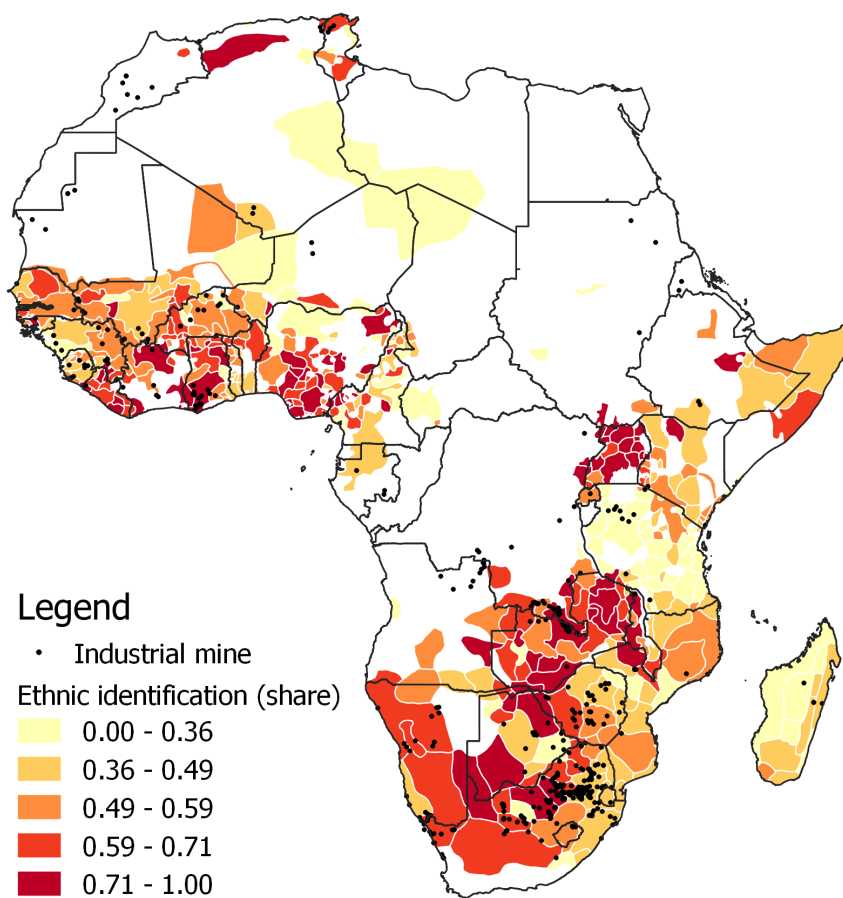 Legend
Industrial mine
Ethnic identification (share)
0.00 - 0.36
0.36 - 0.49
0.49 - 0.59
0.59 - 0.71
0.71 - 1.00